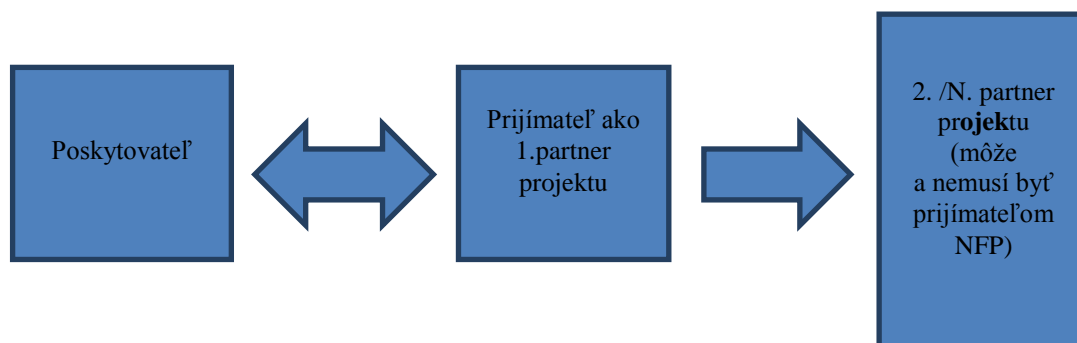 Poskytovateľ
Prijímateľ ako
1.partner
projektu
2. /N. partner
projektu
(môže
a nemusí byť
prijímateľom
NFP)